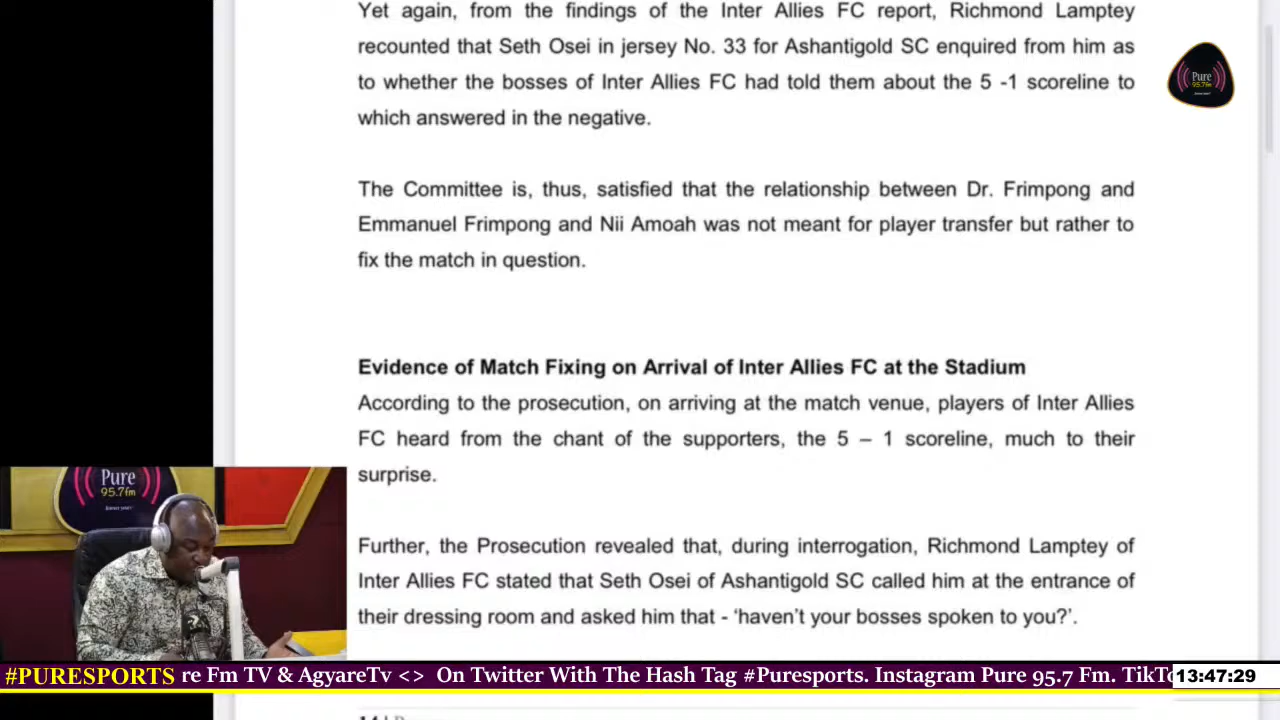 Yet again, from the findings of the Inter Allies FC report, Richmond Lamptey
recounted that Seth Osei in jersey No. 33 for Ashantigold SC enquired from him as
to whether the bosses of Inter Allies FC had told them about the 5 -1 scoreline to
which answered in the negative.
The Committee is, thus, satisfied that the relationship between Dr. Frimpong and
Emmanuel Frimpong and Nii Amoah was not meant for player transfer but rather to
fix the match in question.
Evidence of Match Fixing on Arrival of Inter Allies FC at the Stadium
According to the prosecution, on arriving at the match venue, players of Inter Allies
FC heard from the chant of the supporters, the 5 – 1 scoreline, much to their
surprise.
Further, the Prosecution revealed that, during interrogation, Richmond Lamptey of
Inter Allies FC stated that Seth Osei of Ashantigold SC called him at the entrance of
their dressing room and asked him that - ‘haven’t your bosses spoken to you?’.
Pure
95.7fm
Pure
95.7fm
#PURESPORTS re Fm TV & AgyareTv <> On Twitter With The Hash Tag #Puresports. Instagram Pure 95.7 Fm. TikTo 13:47:29